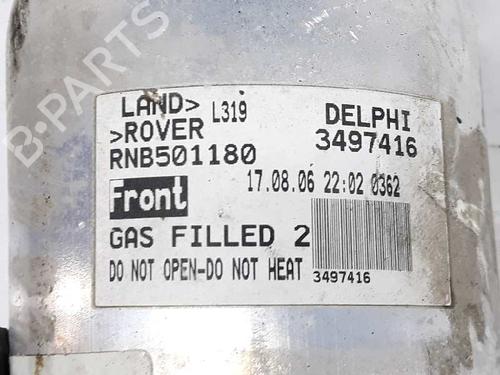 LAND> L319 DELPHI
>ROVER 3497416
RNB501180
Front 17.08.06 22:02 0362
GAS FILLED 2
DO NOT OPEN-DO NOT HEAT 3497416
B-PARTS